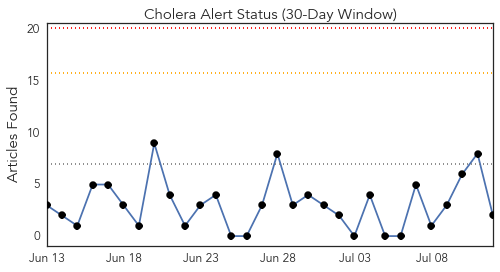 Cholera Alert Status (30-Day Window)
20
15
10
5
0
Articles Found
Jun 13 Jun 18 Jun 23 Jun 28 Jul 03 Jul 08